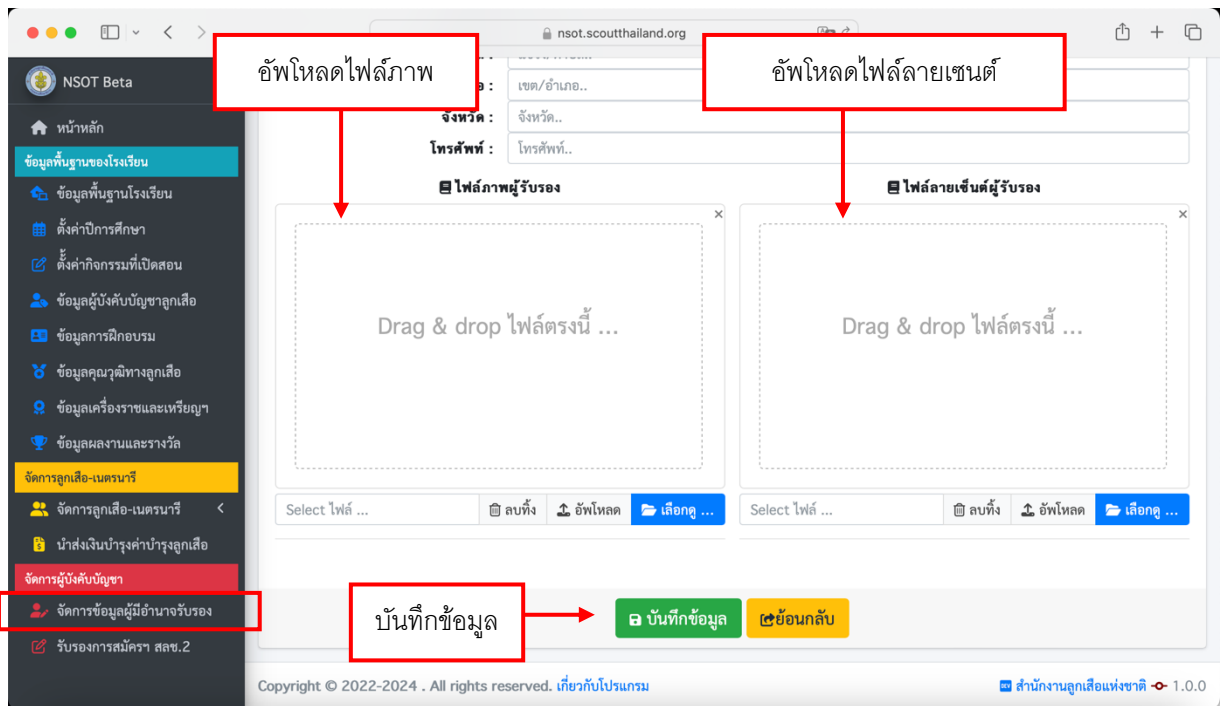 nsot.scoutthailand.org
NSOT Beta
อัพโหลดไฟล์ภาพ
อัพโหลดไฟล์ลายเซนต์
เขต/อำเภอ..
หน้าหลัก
จังหวัด :
จังหวัด..
ข้อมูลพื้นฐานของโรงเรียน
โทรศัพท์ :
โทรศัพท์..
ข้อมูลพื้นฐานโรงเรียน
ไฟล์ภาพผู้รับรอง
ไฟล์ลายเซ็นต์ผู้รับรอง
ตั้งค่าปีการศึกษา
ตั้งค่ากิจกรรมที่เปิดสอน
ข้อมูลผู้บังคับบัญชาลูกเสือ
ข้อมูลการฝึกอบรม
Drag & drop ไฟล์ตรงนี้ ...
Drag & drop ไฟล์ตรงนี้ ...
ข้อมูลคุณวุฒิทางลูกเสือ
ข้อมูลเครื่องราชและเหรียญฯ
ข้อมูลผลงานและรางวัล
จัดการลูกเสือ-เนตรนารี
จัดการลูกเสือ-เนตรนารี
Select ไฟล์ ...
ลบทิ้ง
อัพโหลด
เลือกดู ...
Select ไฟล์ ...
ลบทิ้ง
อัพโหลด
เลือกดู ...
นำส่งเงินบำรุงค่าบำรุงลูกเสือ
จัดการผู้บังคับบัญชา
จัดการข้อมูลผู้มีอำนาจรับรอง
บันทึกข้อมูล
บันทึกข้อมูล
ย้อนกลับ
รับรองการสมัครฯ สลช.2
Copyright © 2022-2024 . All rights reserved. เกี่ยวกับโปรแกรม
สำนักงานลูกเสือแห่งชาติ 1.0.0